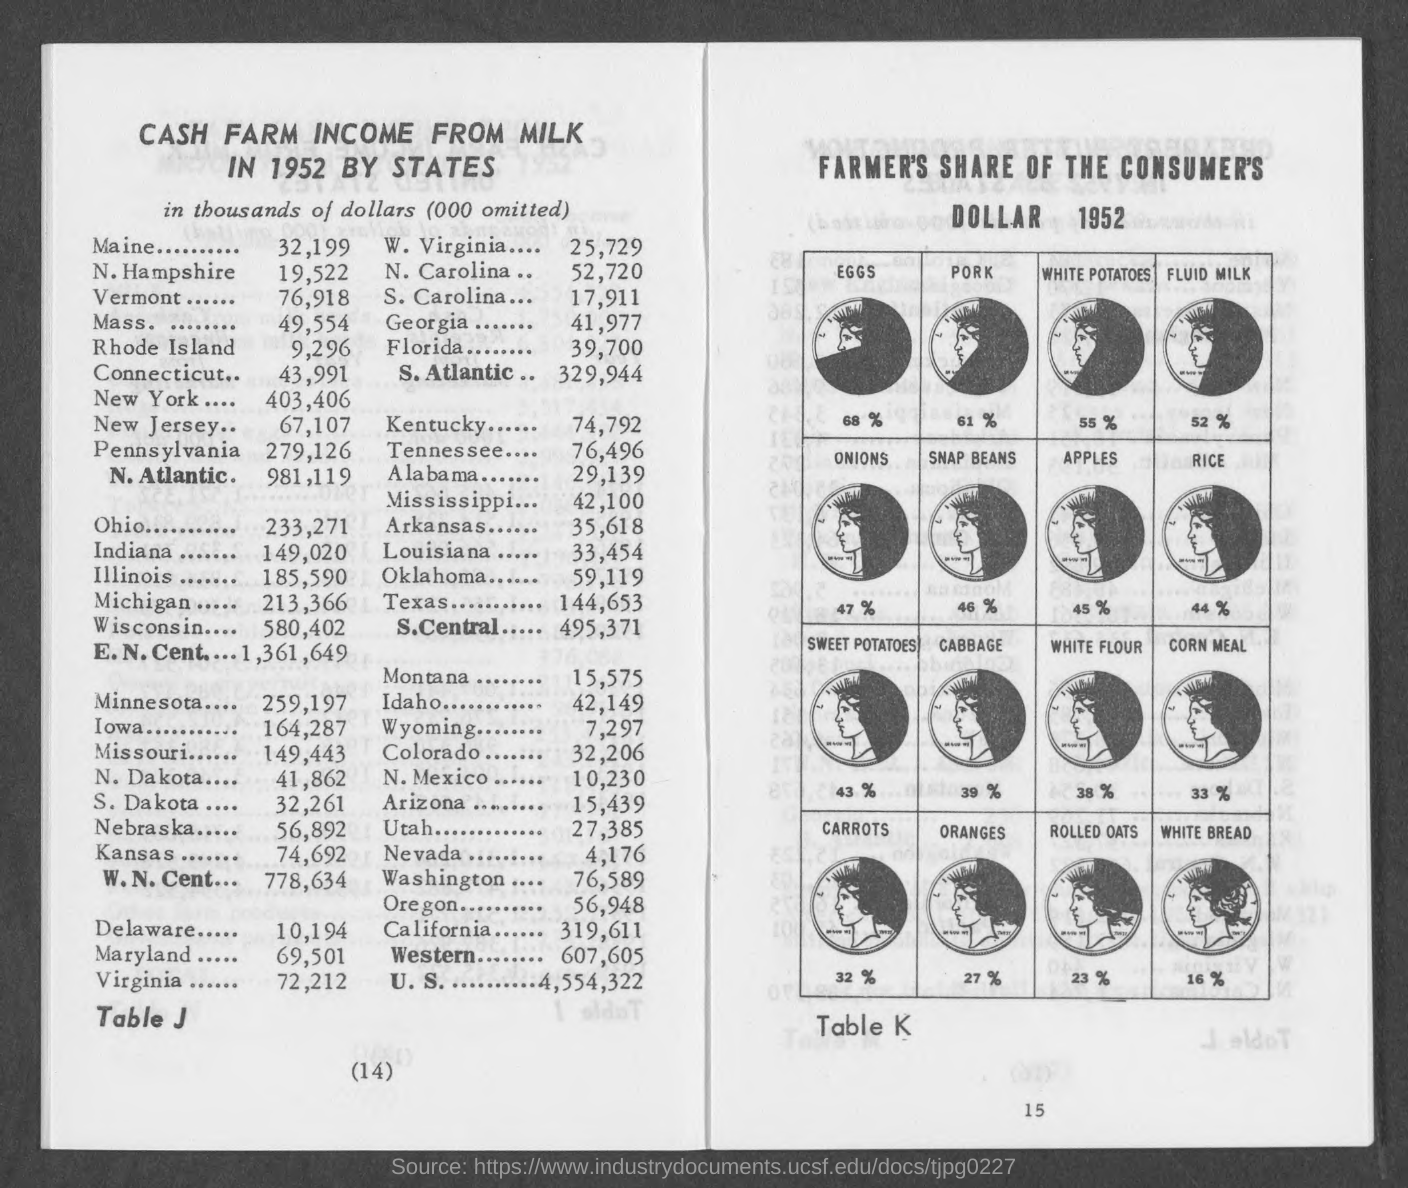 CASH FARM INCOME FROM MILK
IN 1952 BY STATES
in thousands of dollars (000 omitted)
Maine.......... 32,199
N. Hampshire 19,522
Vermont ...... 76,918
Mass. ........ 49,554
Rhode Island 9,296
Connecticut.. 43,991
New York .... 403,406
New Jersey.. 67,107
Pennsylvania 279,126
N. Atlantic. 981,119
Ohio........... 233,271
Indiana ....... 149,020
Illinois ....... 185,590
Michigan ..... 213,366
Wisconsin.... 580,402
E. N. Cent....1,361,649
Minnesota.... 259,197
Iowa........... 164,287
Missouri...... 149,443
N. Dakota.... 41,862
S. Dakota .... 32,261
Nebraska..... 56,892
Kansas ....... 74,692
W. N. Cent... 778,634
Delaware..... 10,194
Maryland ..... 69,501
Virginia ...... 72,212
W. Virginia.... 25,729
N. Carolina .. 52,720
S. Carolina... 17,911
Georgia ....... 41,977
Florida......... 39,700
S. Atlantic .. 329,944
Kentucky...... 74,792
Tennessee.... 76,496
Alabama....... 29,139
Mississippi... 42,100
Arkansas...... 35,618
Louisiana ..... 33,454
Oklahoma...... 59,119
Texas........... 144,653
S.Central..... 495,371
Montana ........ 15,575
Idaho............ 42,149
Wyoming........ 7,297
Colorado ....... 32,206
N. Mexico ...... 10,230
Arizona ......... 15,439
Utah............. 27,385
Nevada .......... 4,176
Washington .... 76,589
Oregon.......... 56,948
California...... 319,611
Western........ 607,605
U. S. ..........4,554,322
Table J
(14)
FARMER'S SHARE OF THE CONSUMER'S
DOLLAR 1952
EGGS PORK WHITE POTATOES FLUID MILK
68 % 61 % 55 % 52 %
ONIONS SNAP BEANS APPLES RICE
47 % 46 % 45 % 44 %
SWEET POTATOES CABBAGE WHITE FLOUR CORN MEAL
43 % 39 % 38 % 33 %
CARROTS ORANGES ROLLED OATS WHITE BREAD
32 % 27 % 23 % 16 %
Table K
15
Source: https://www.industrydocuments.ucsf.edu/docs/tjpg0227